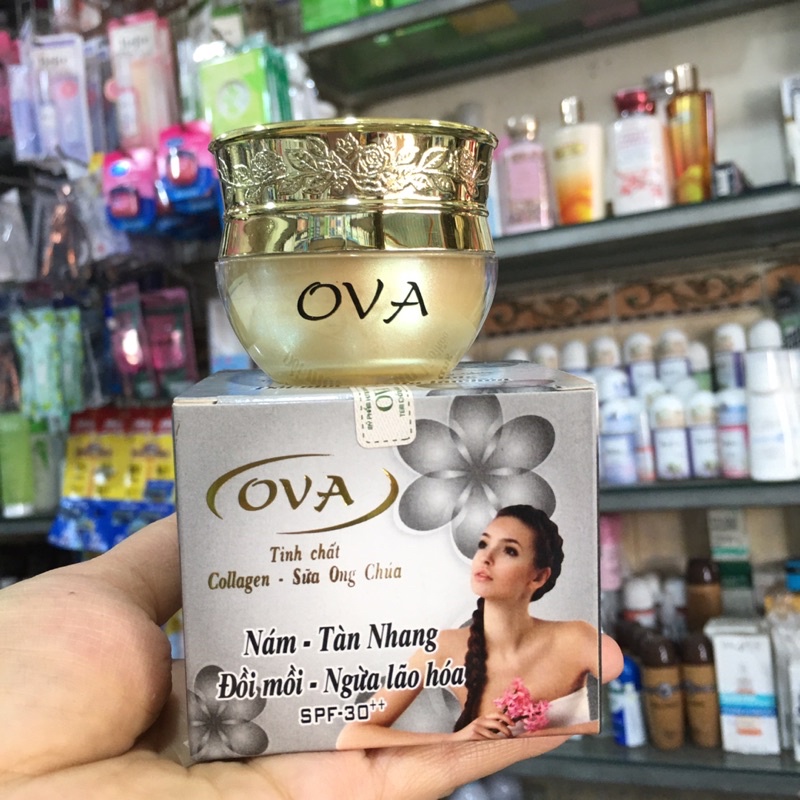 OVA
OVA
Tinh chất
Collagen - Sữa Ong Chúa
Nám - Tàn Nhang
Đồi mồi - Ngừa lão hóa
SPF-30++